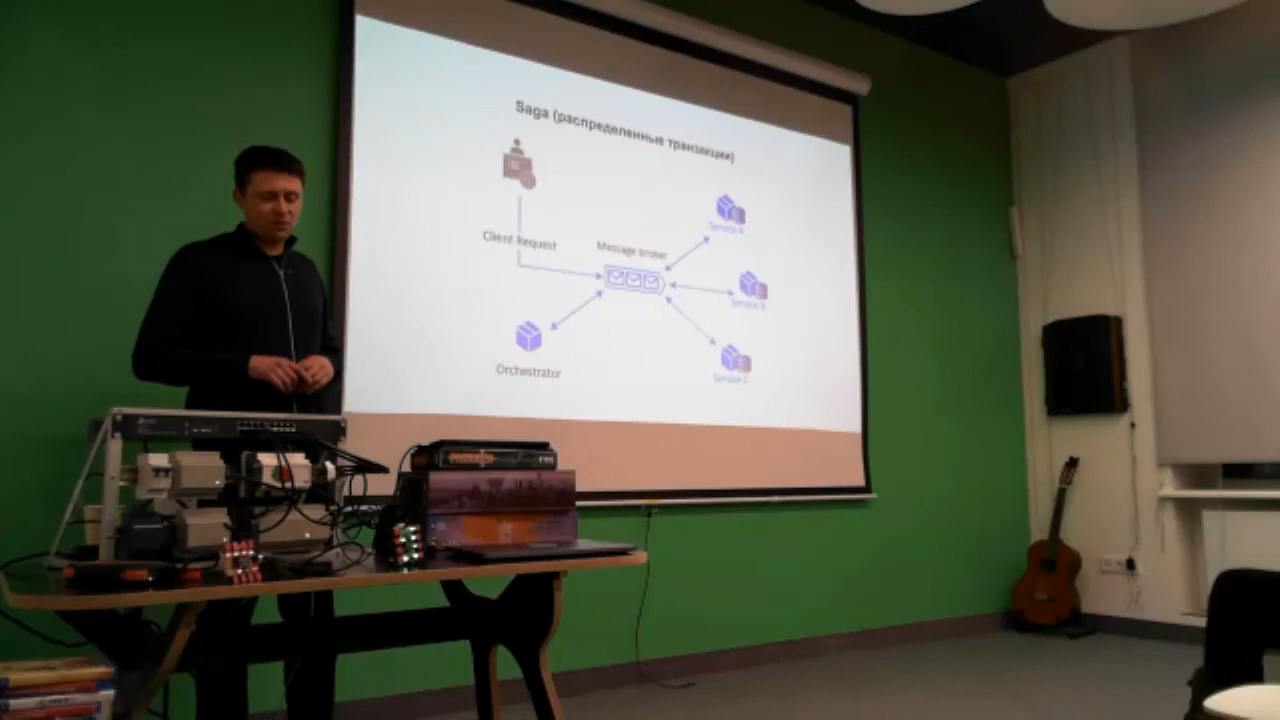 Saga (распределенные транзакции)
Client Request
Message broker
Service A
Service B
Orchestrator
Service C